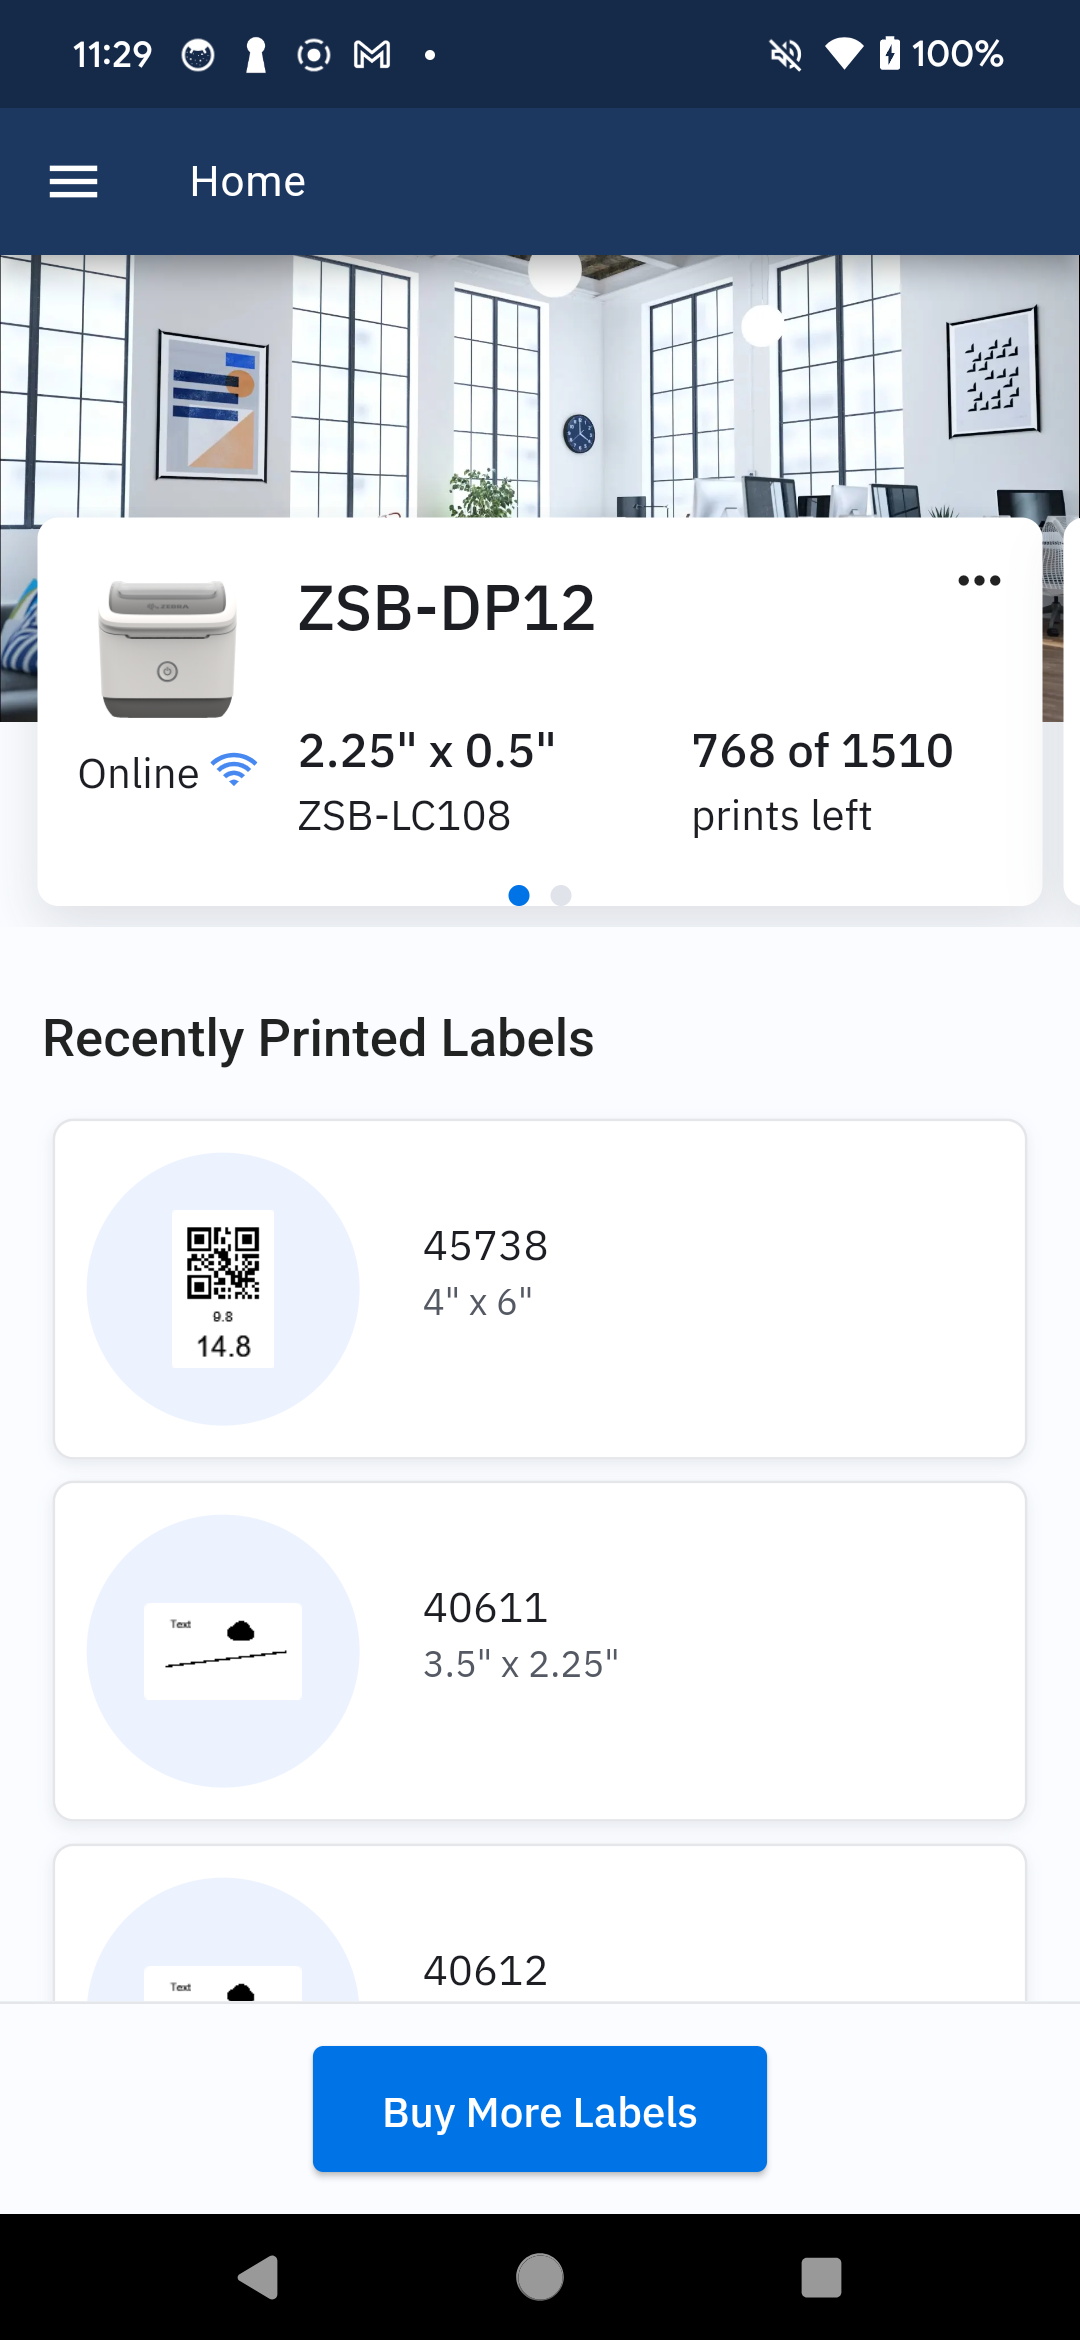 11:29
100%
Home
ZEBRA
ZSB-DP12
Online
2.25" x 0.5"
768 of 1510
ZSB-LC108
prints left
Recently Printed Labels
9.8
14.8
45738
4" x 6"
Text
40611
3.5" x 2.25"
Text
40612
Buy More Labels